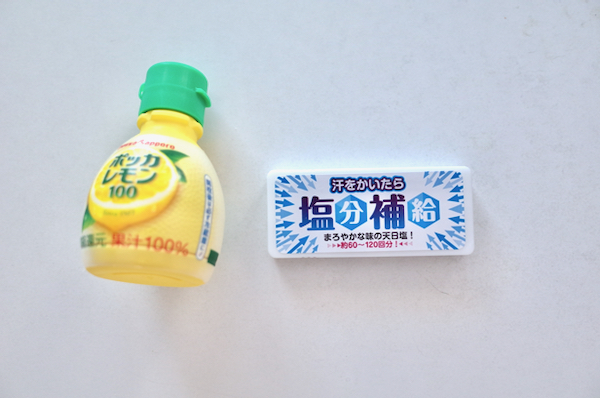 ポッカ
レモン
100
果汁100%
汗をかいたら
塩分補給
まろやかな味の天日塩！
約60〜120回分！